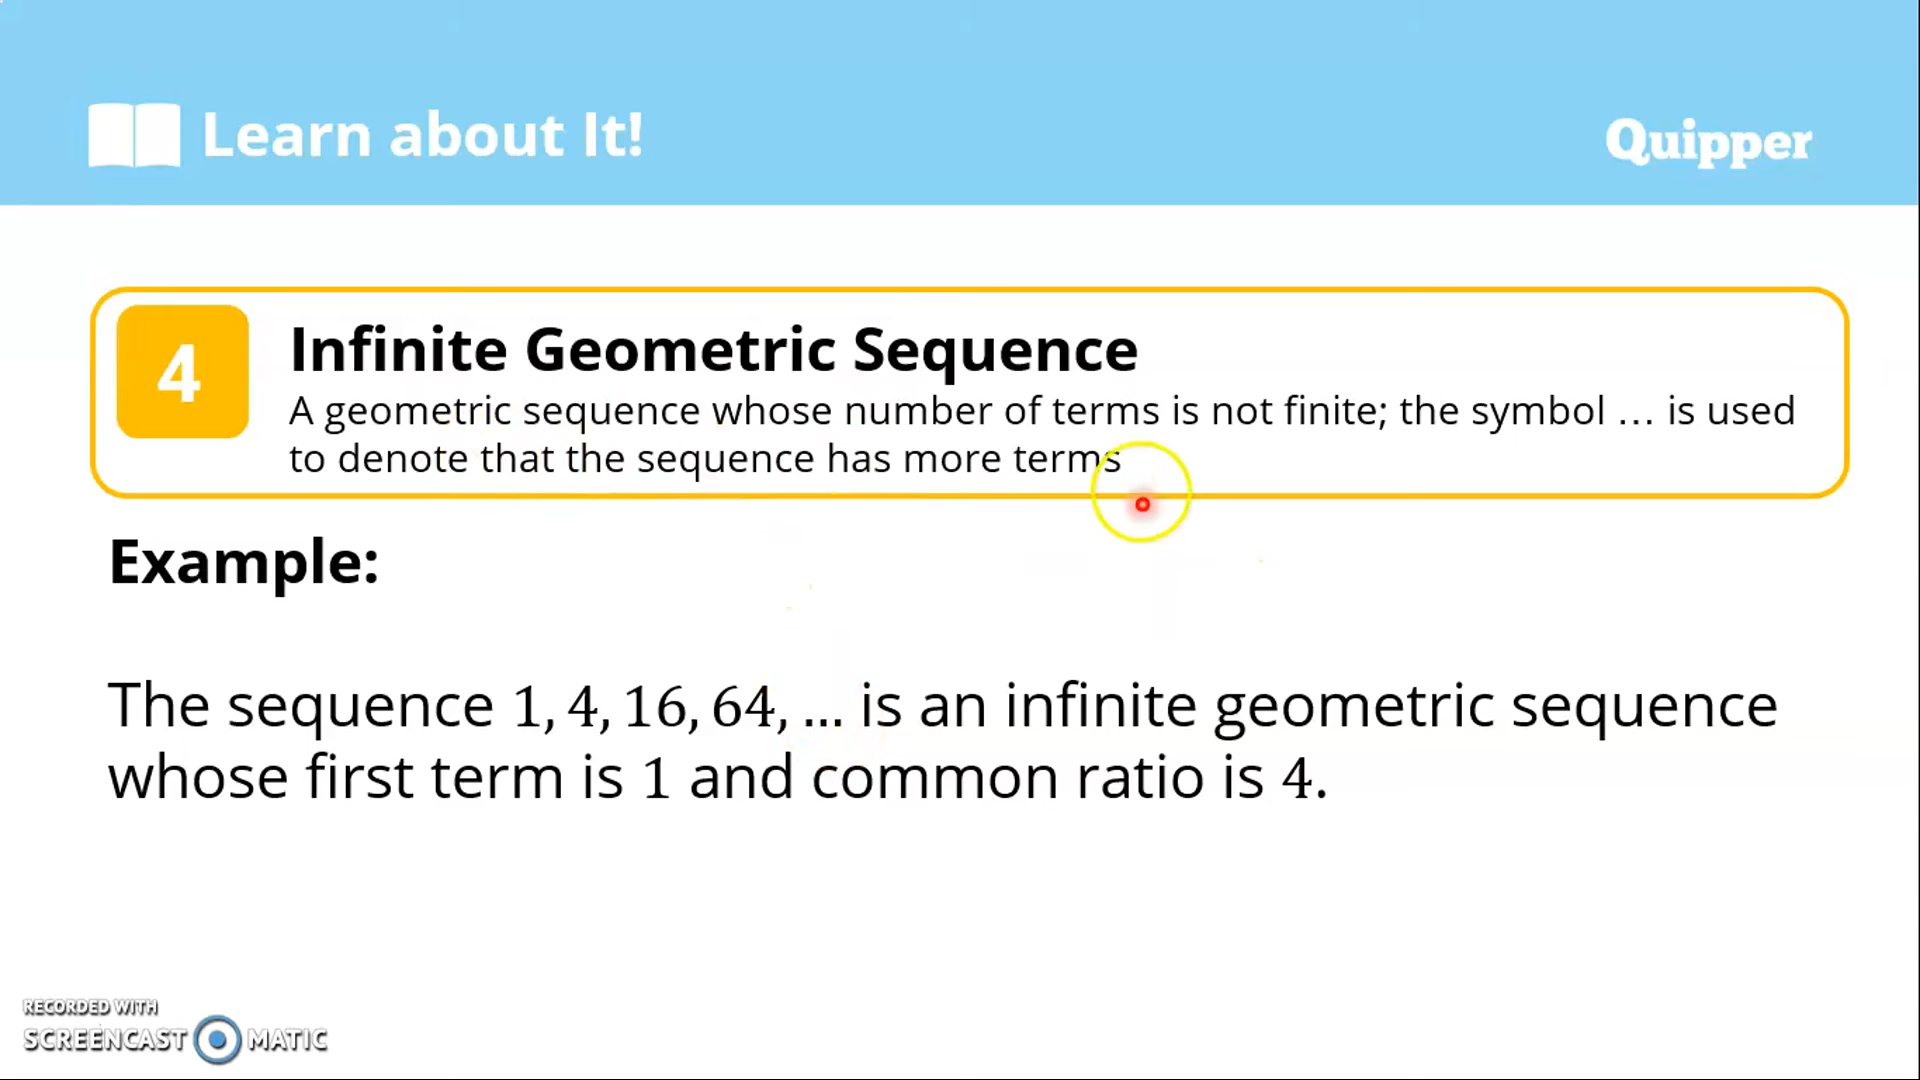 Learn about It!
Quipper
4
Infinite Geometric Sequence
A geometric sequence whose number of terms is not finite; the symbol … is used
to denote that the sequence has more terms
Example:
The sequence 1, 4, 16, 64, … is an infinite geometric sequence
whose first term is 1 and common ratio is 4.
RECORDED WITH
SCREENCAST MATIC